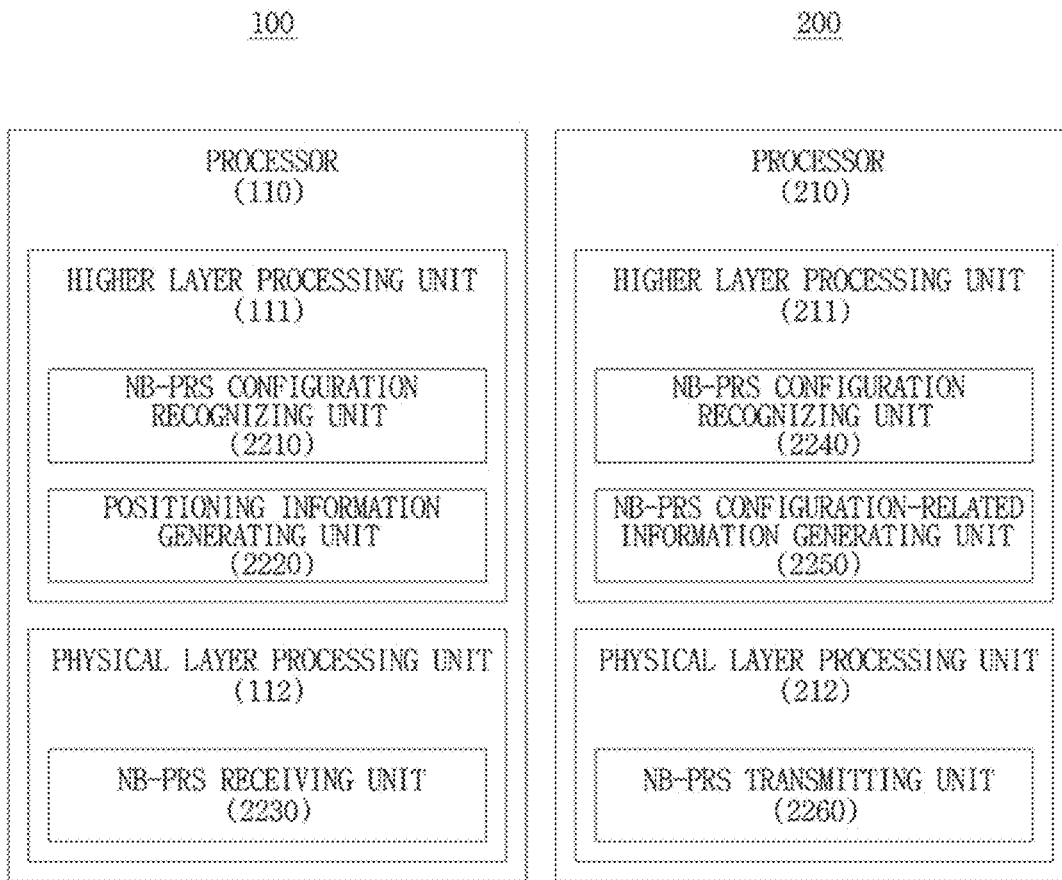 100
PROCESSOR
(110)
HIGHER LAYER PROCESSING UNIT
(111)
NB-PRS CONFIGURATION
RECOGNIZING UNIT
(2210)
POSITIONING INFORMATION
GENERATING UNIT
(2220)
PHYSICAL LAYER PROCESSING UNIT
(112)
NB-PRS RECEIVING UNIT
(2230)
200
PROCESSOR
(210)
HIGHER LAYER PROCESSING UNIT
(211)
NB-PRS CONFIGURATION
RECOGNIZING UNIT
(2240)
NB-PRS CONFIGURATION-RELATED
INFORMATION GENERATING UNIT
(2250)
PHYSICAL LAYER PROCESSING UNIT
(212)
NB-PRS TRANSMITTING UNIT
(2260)